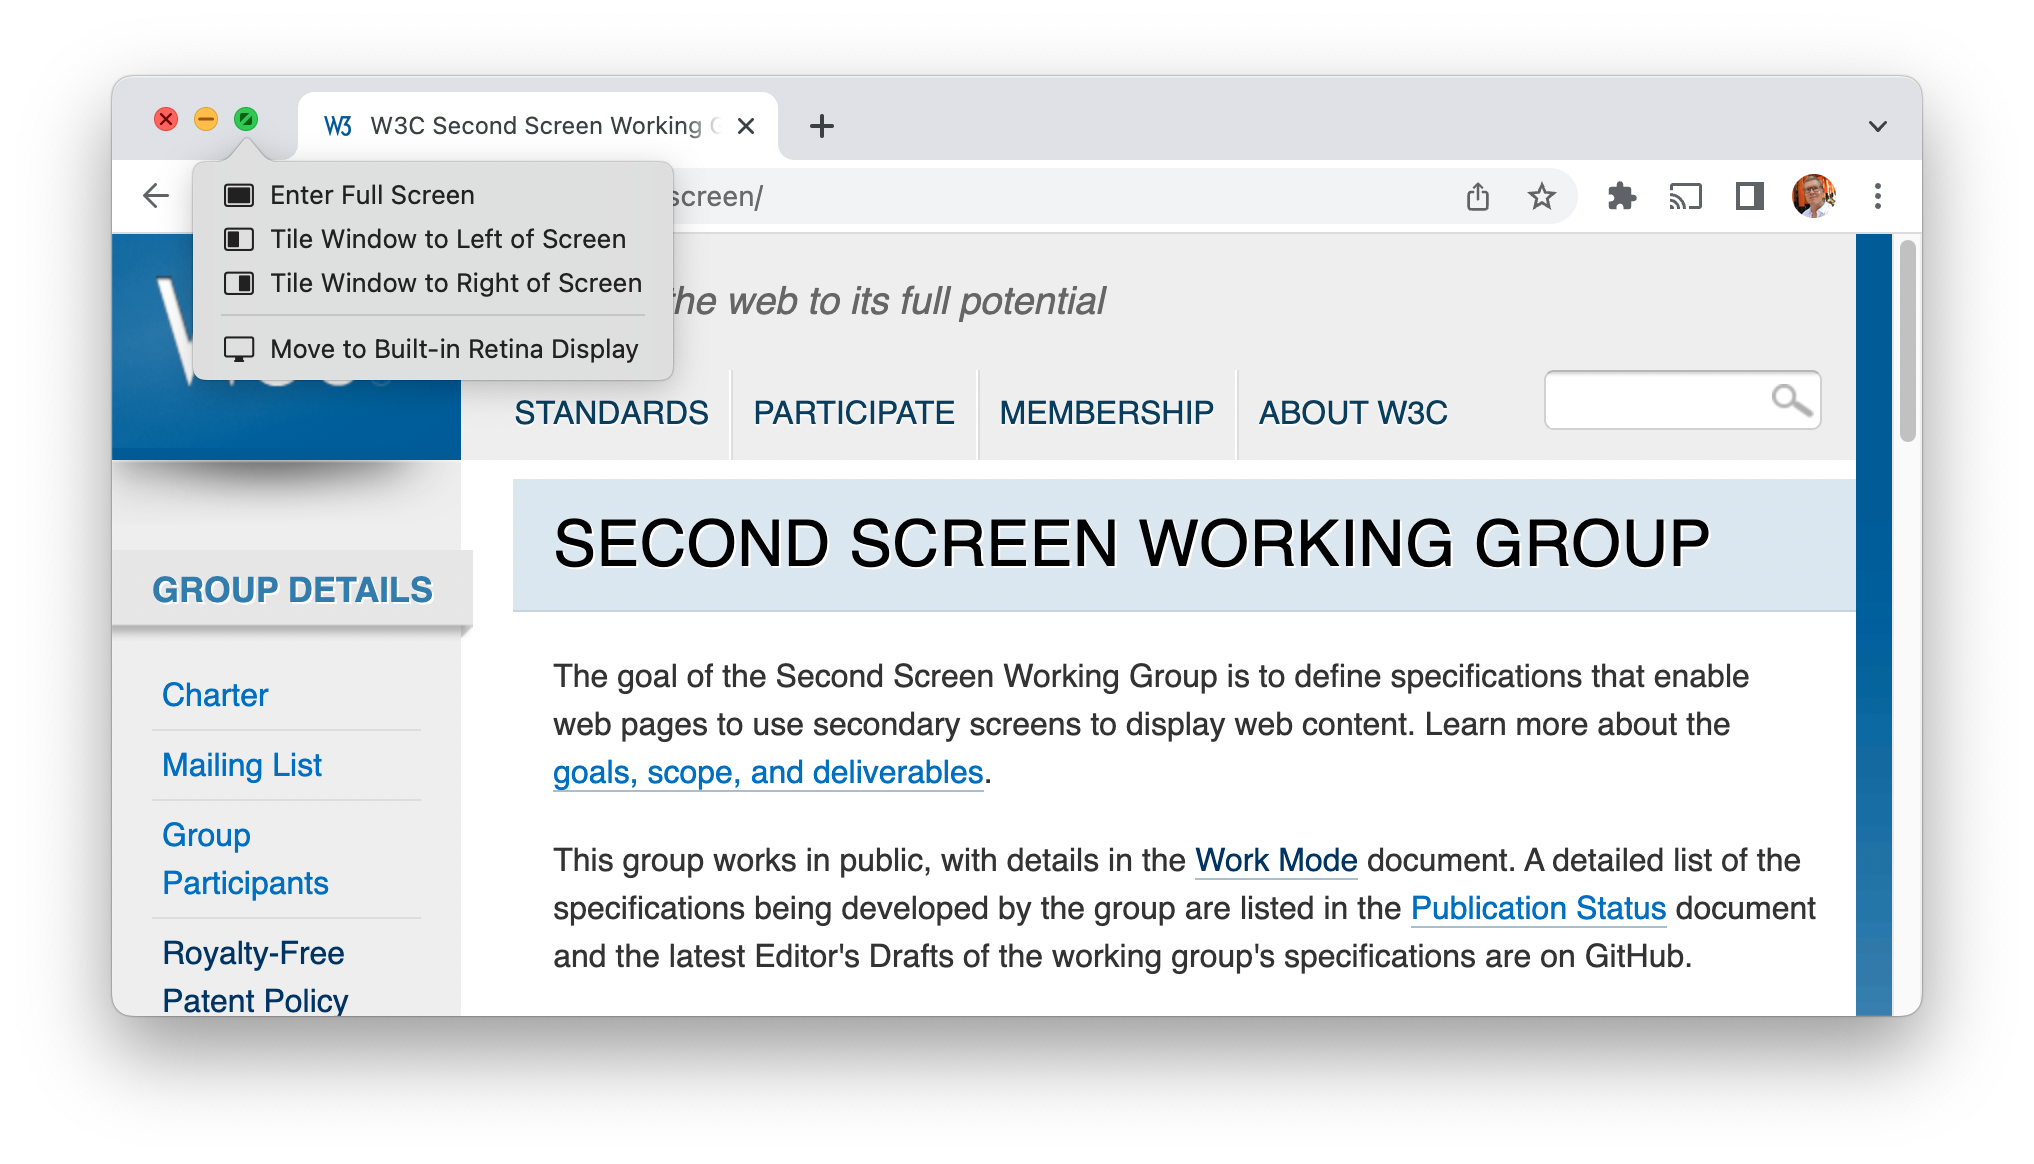 W3C Second Screen Working
Enter Full Screen
Tile Window to Left of Screen
Tile Window to Right of Screen
Move to Built-in Retina Display
screen/
the web to its full potential
STANDARDS PARTICIPATE MEMBERSHIP ABOUT W3C
SECOND SCREEN WORKING GROUP
GROUP DETAILS
Charter
Mailing List
Group
Participants
Royalty-Free
Patent Policy
The goal of the Second Screen Working Group is to define specifications that enable
web pages to use secondary screens to display web content. Learn more about the
goals, scope, and deliverables.
This group works in public, with details in the Work Mode document. A detailed list of the
specifications being developed by the group are listed in the Publication Status document
and the latest Editor's Drafts of the working group's specifications are on GitHub.